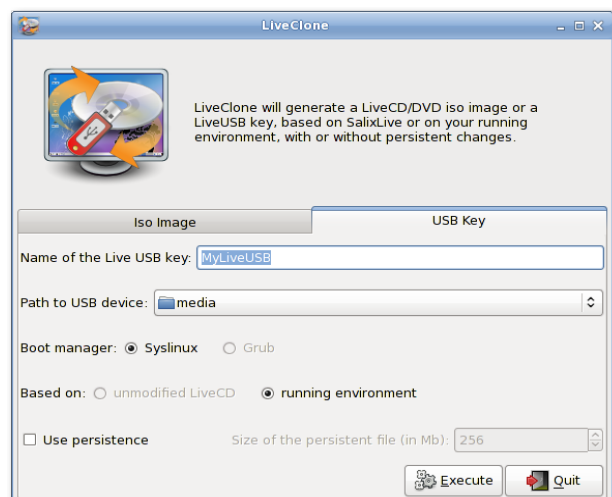 LiveClone
LiveClone will generate a LiveCD/DVD iso image or a
LiveUSB key, based on SalixLive or on your running
environment, with or without persistent changes.
Iso Image
USB Key
Name of the Live USB key: MyLiveUSB
Path to USB device: media
Boot manager: Syslinux Grub
Based on: unmodified LiveCD running environment
Use persistence Size of the persistent file (in Mb): 256
Execute Quit